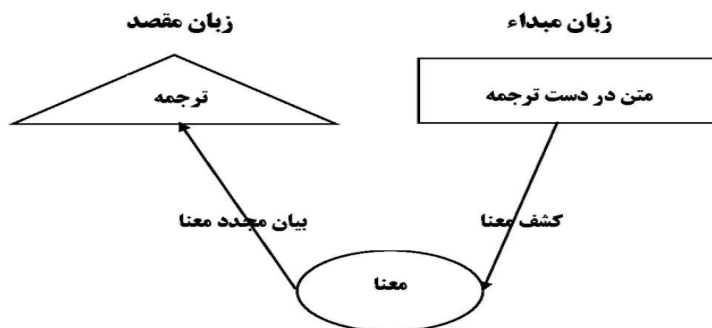 زبان مبداء
زبان مقصد
متن در دست ترجمه
ترجمه
کشف معنا
بیان مجدد معنا
معنا